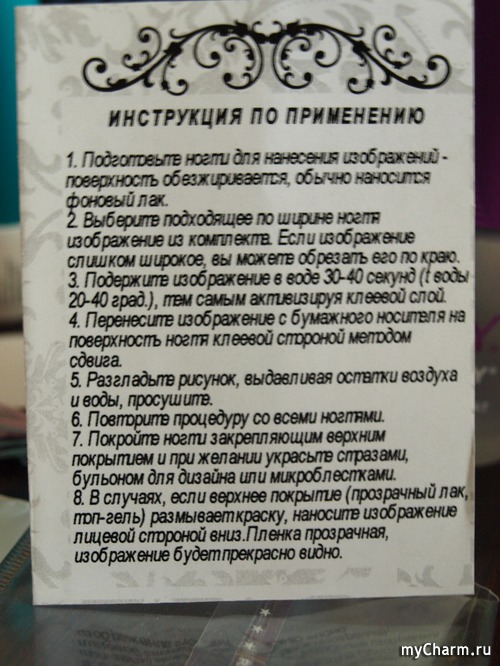 ИНСТРУКЦИЯ ПО ПРИМЕНЕНИЮ
1. Подготовьте ногти для нанесения изображений -
поверхность обезжиривается, обычно наносится
фоновый лак.
2. Выберите подходящее по ширине ногтя
изображение из комплекта. Если изображение
слишком широкое, вы можете обрезать его по краю.
3. Подержите изображение в воде 30-40 секунд (t воды
20-40 град.), тем самым активизируя клеевой слой.
4. Перенесите изображение с бумажного носителя на
поверхность ногтя клеевой стороной методом
сдвига.
5. Разгладьте рисунок, выдавливая остатки воздуха
и воды, просушите.
6. Повторите процедуру со всеми ногтями.
7. Покройте ногти закрепляющим верхним
покрытием и при желании украсьте стразами,
бульоном для дизайна или микроблестками.
8. В случаях, если верхнее покрытие (прозрачный лак,
топ-гель) размывает краску, наносите изображение
лицевой стороной вниз.Пленка прозрачная,
изображение будет прекрасно видно.
myCharm.ru